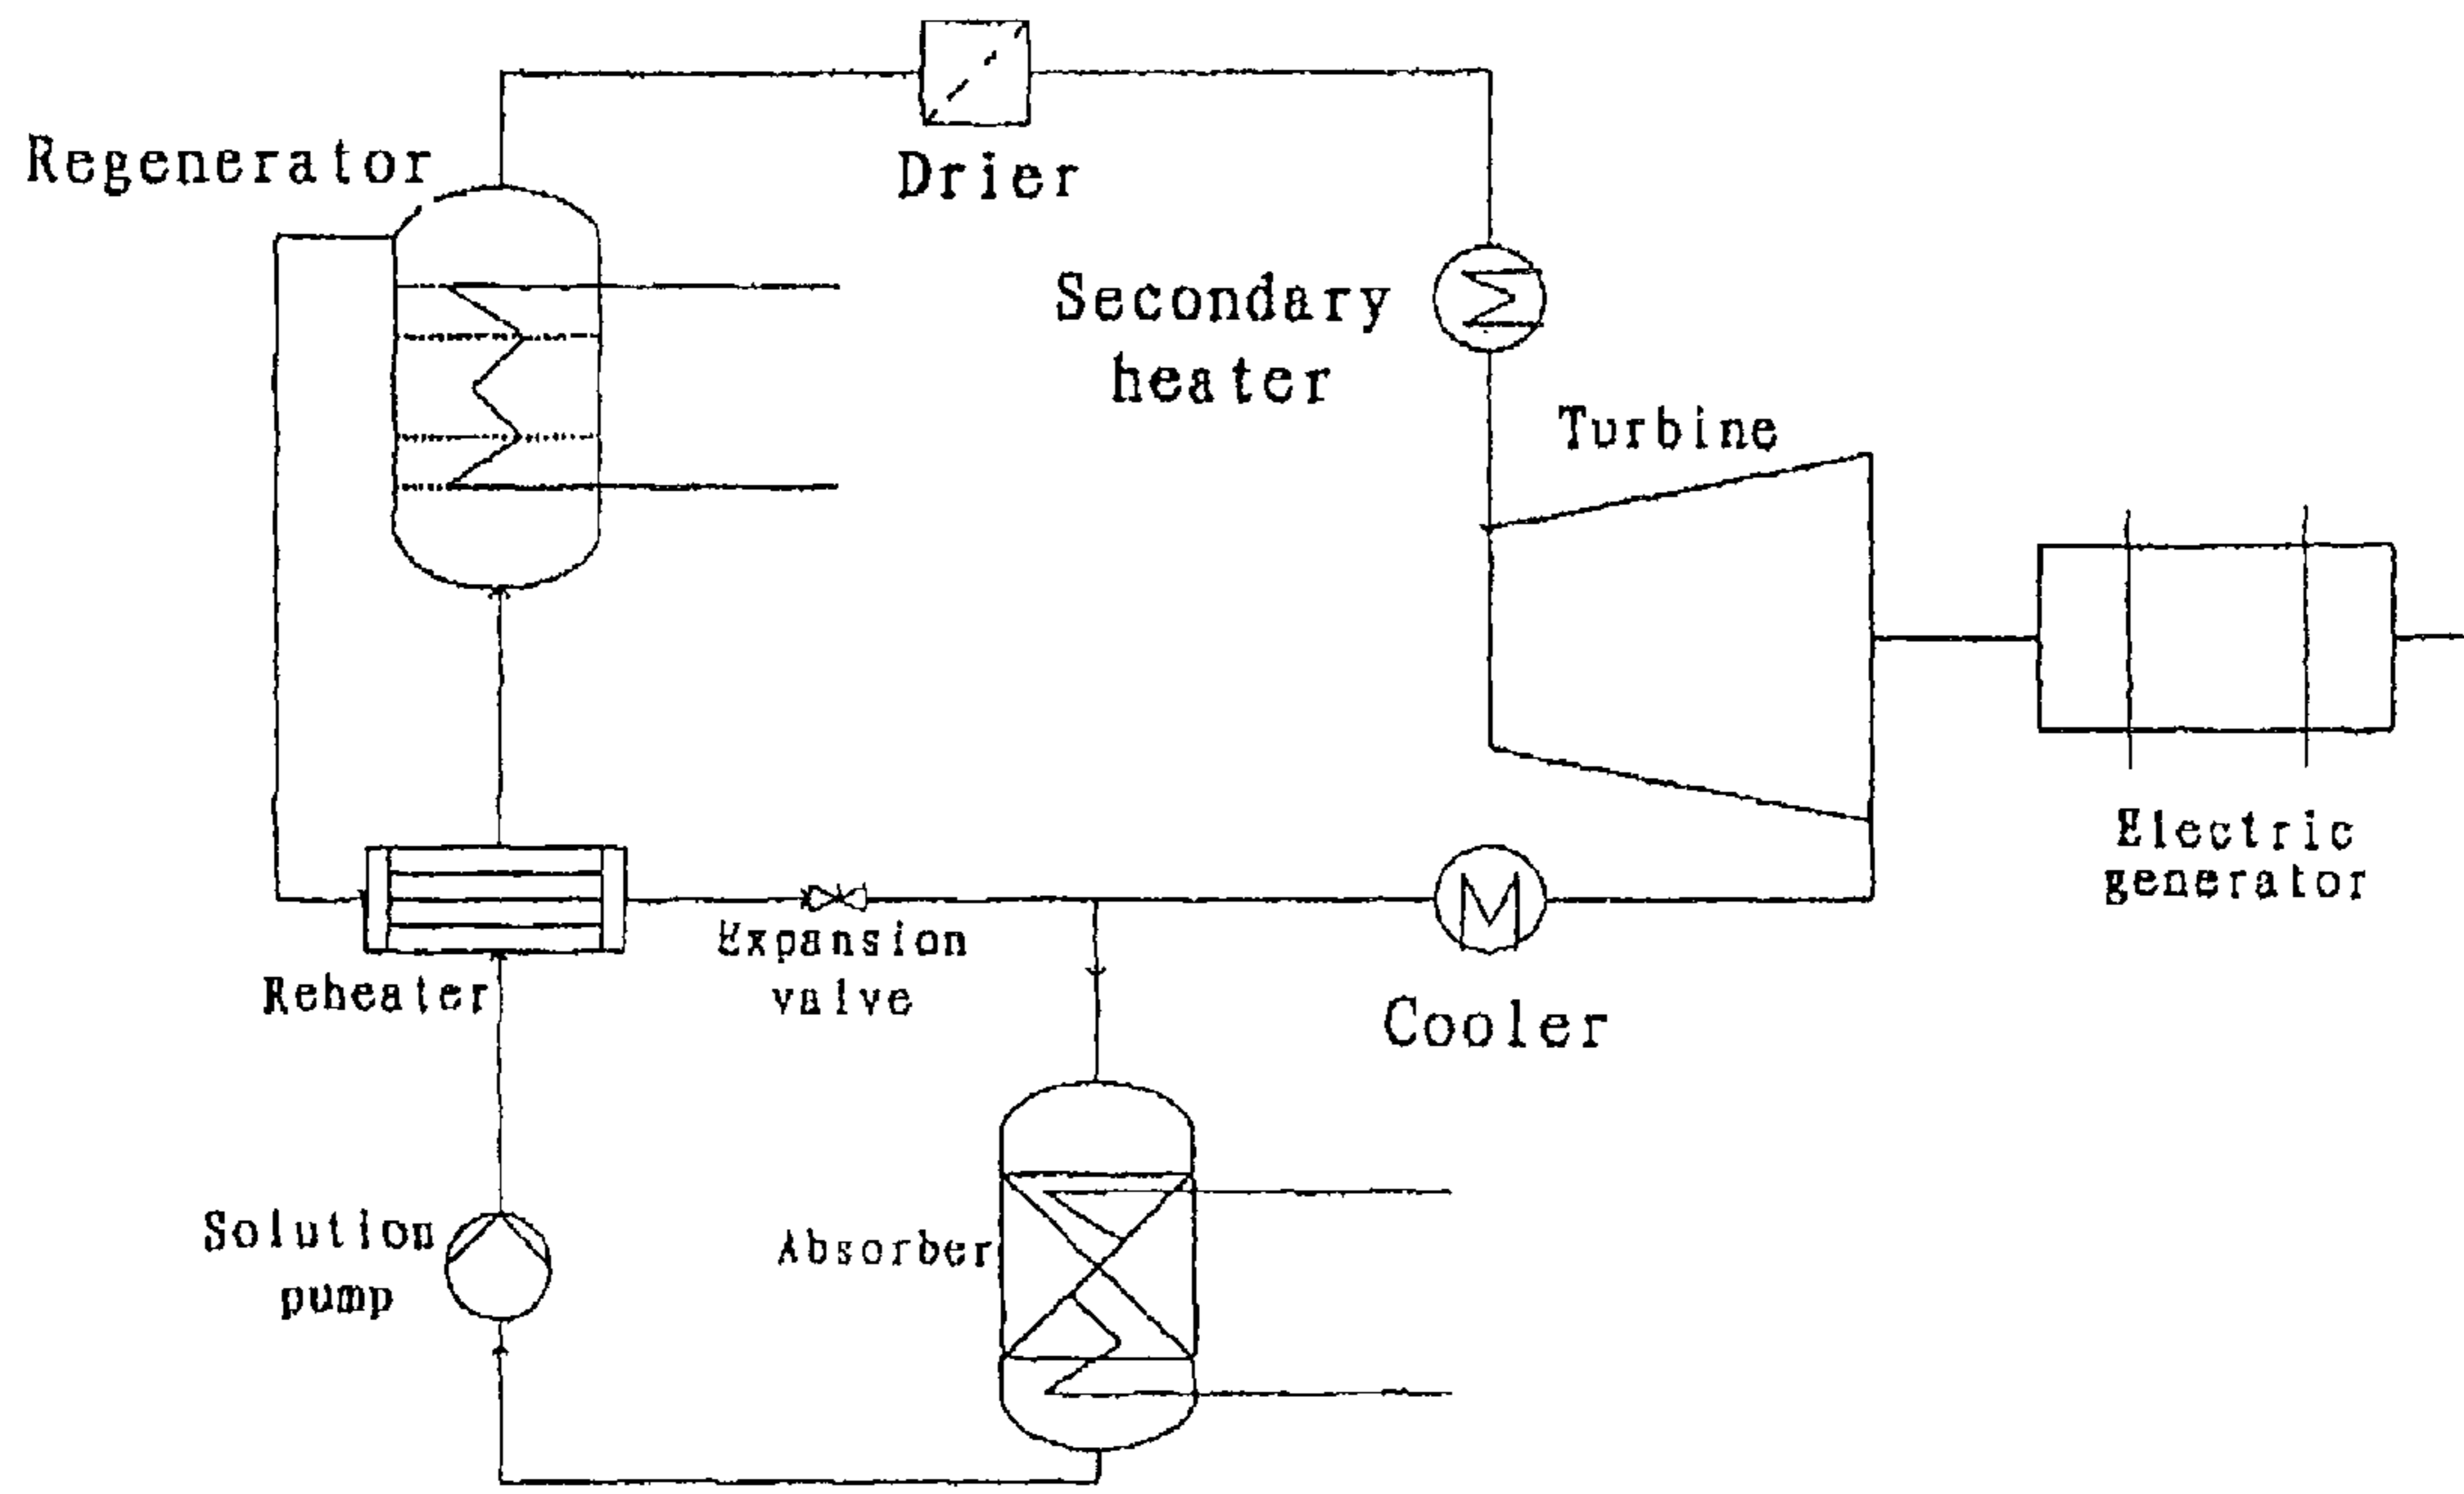 Regenerator
Drier
Secondary
heater
Turbine
Electric
generator
Expansion
valve
Reheater
Cooler
Solution
pump
Absorber